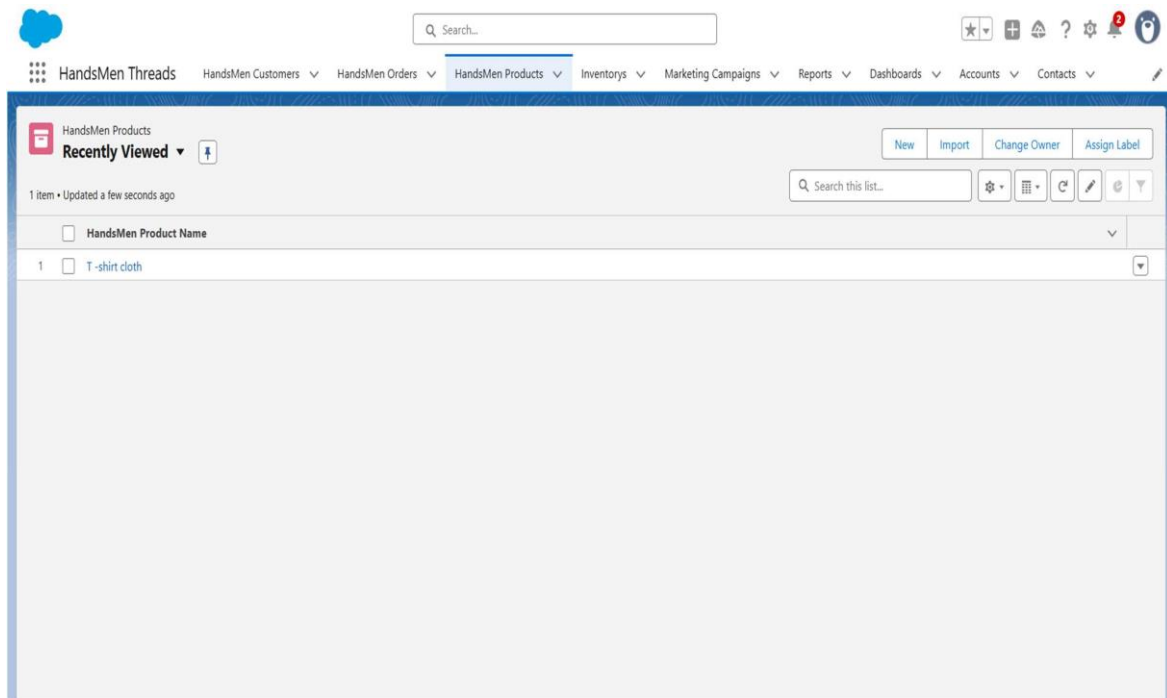 Search...
2
HandsMen Threads HandsMen Customers HandsMen Orders HandsMen Products Inventorys Marketing Campaigns Reports Dashboards Accounts Contacts
HandsMen Products
Recently Viewed
New Import Change Owner Assign Label
1 item • Updated a few seconds ago
Search this list...
HandsMen Product Name
1 T -shirt cloth